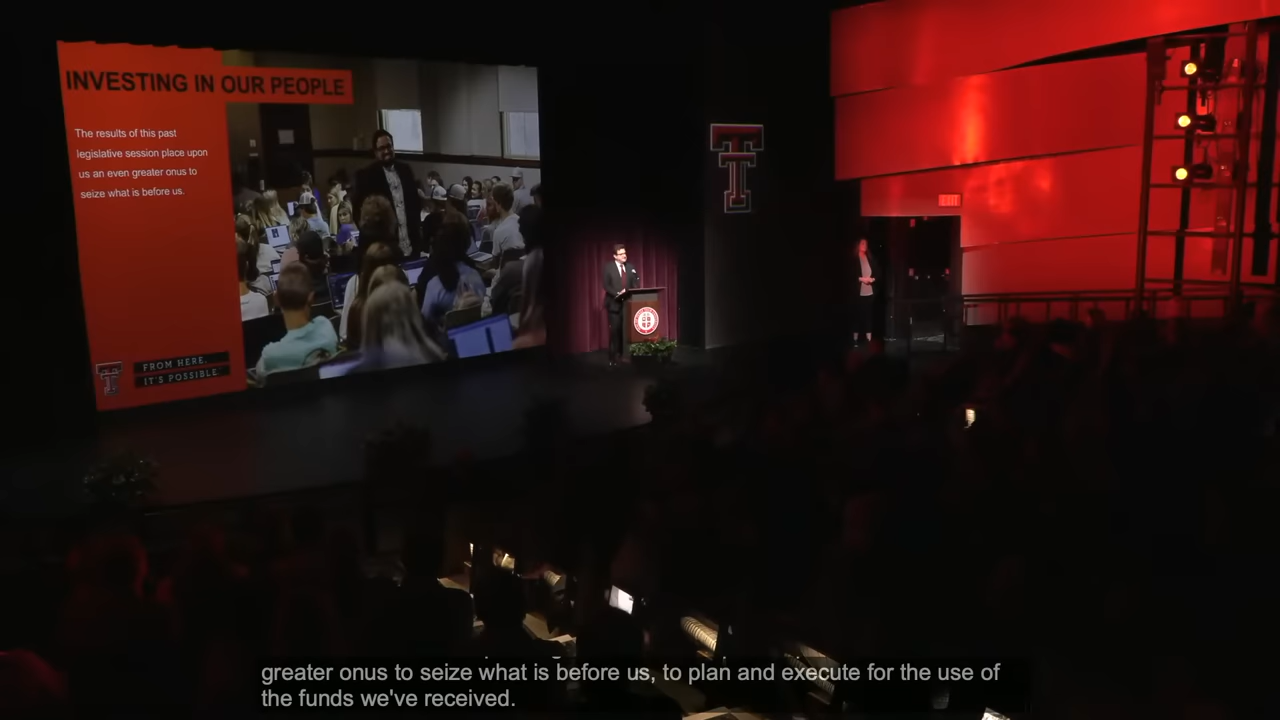 INVESTING IN OUR PEOPLE
The results of this past
legislative session place upon
us an even greater onus to
seize what is before us.
FROM HERE,
IT'S POSSIBLE
EXIT
greater onus to seize what is before us, to plan and execute for the use of
the funds we've received.